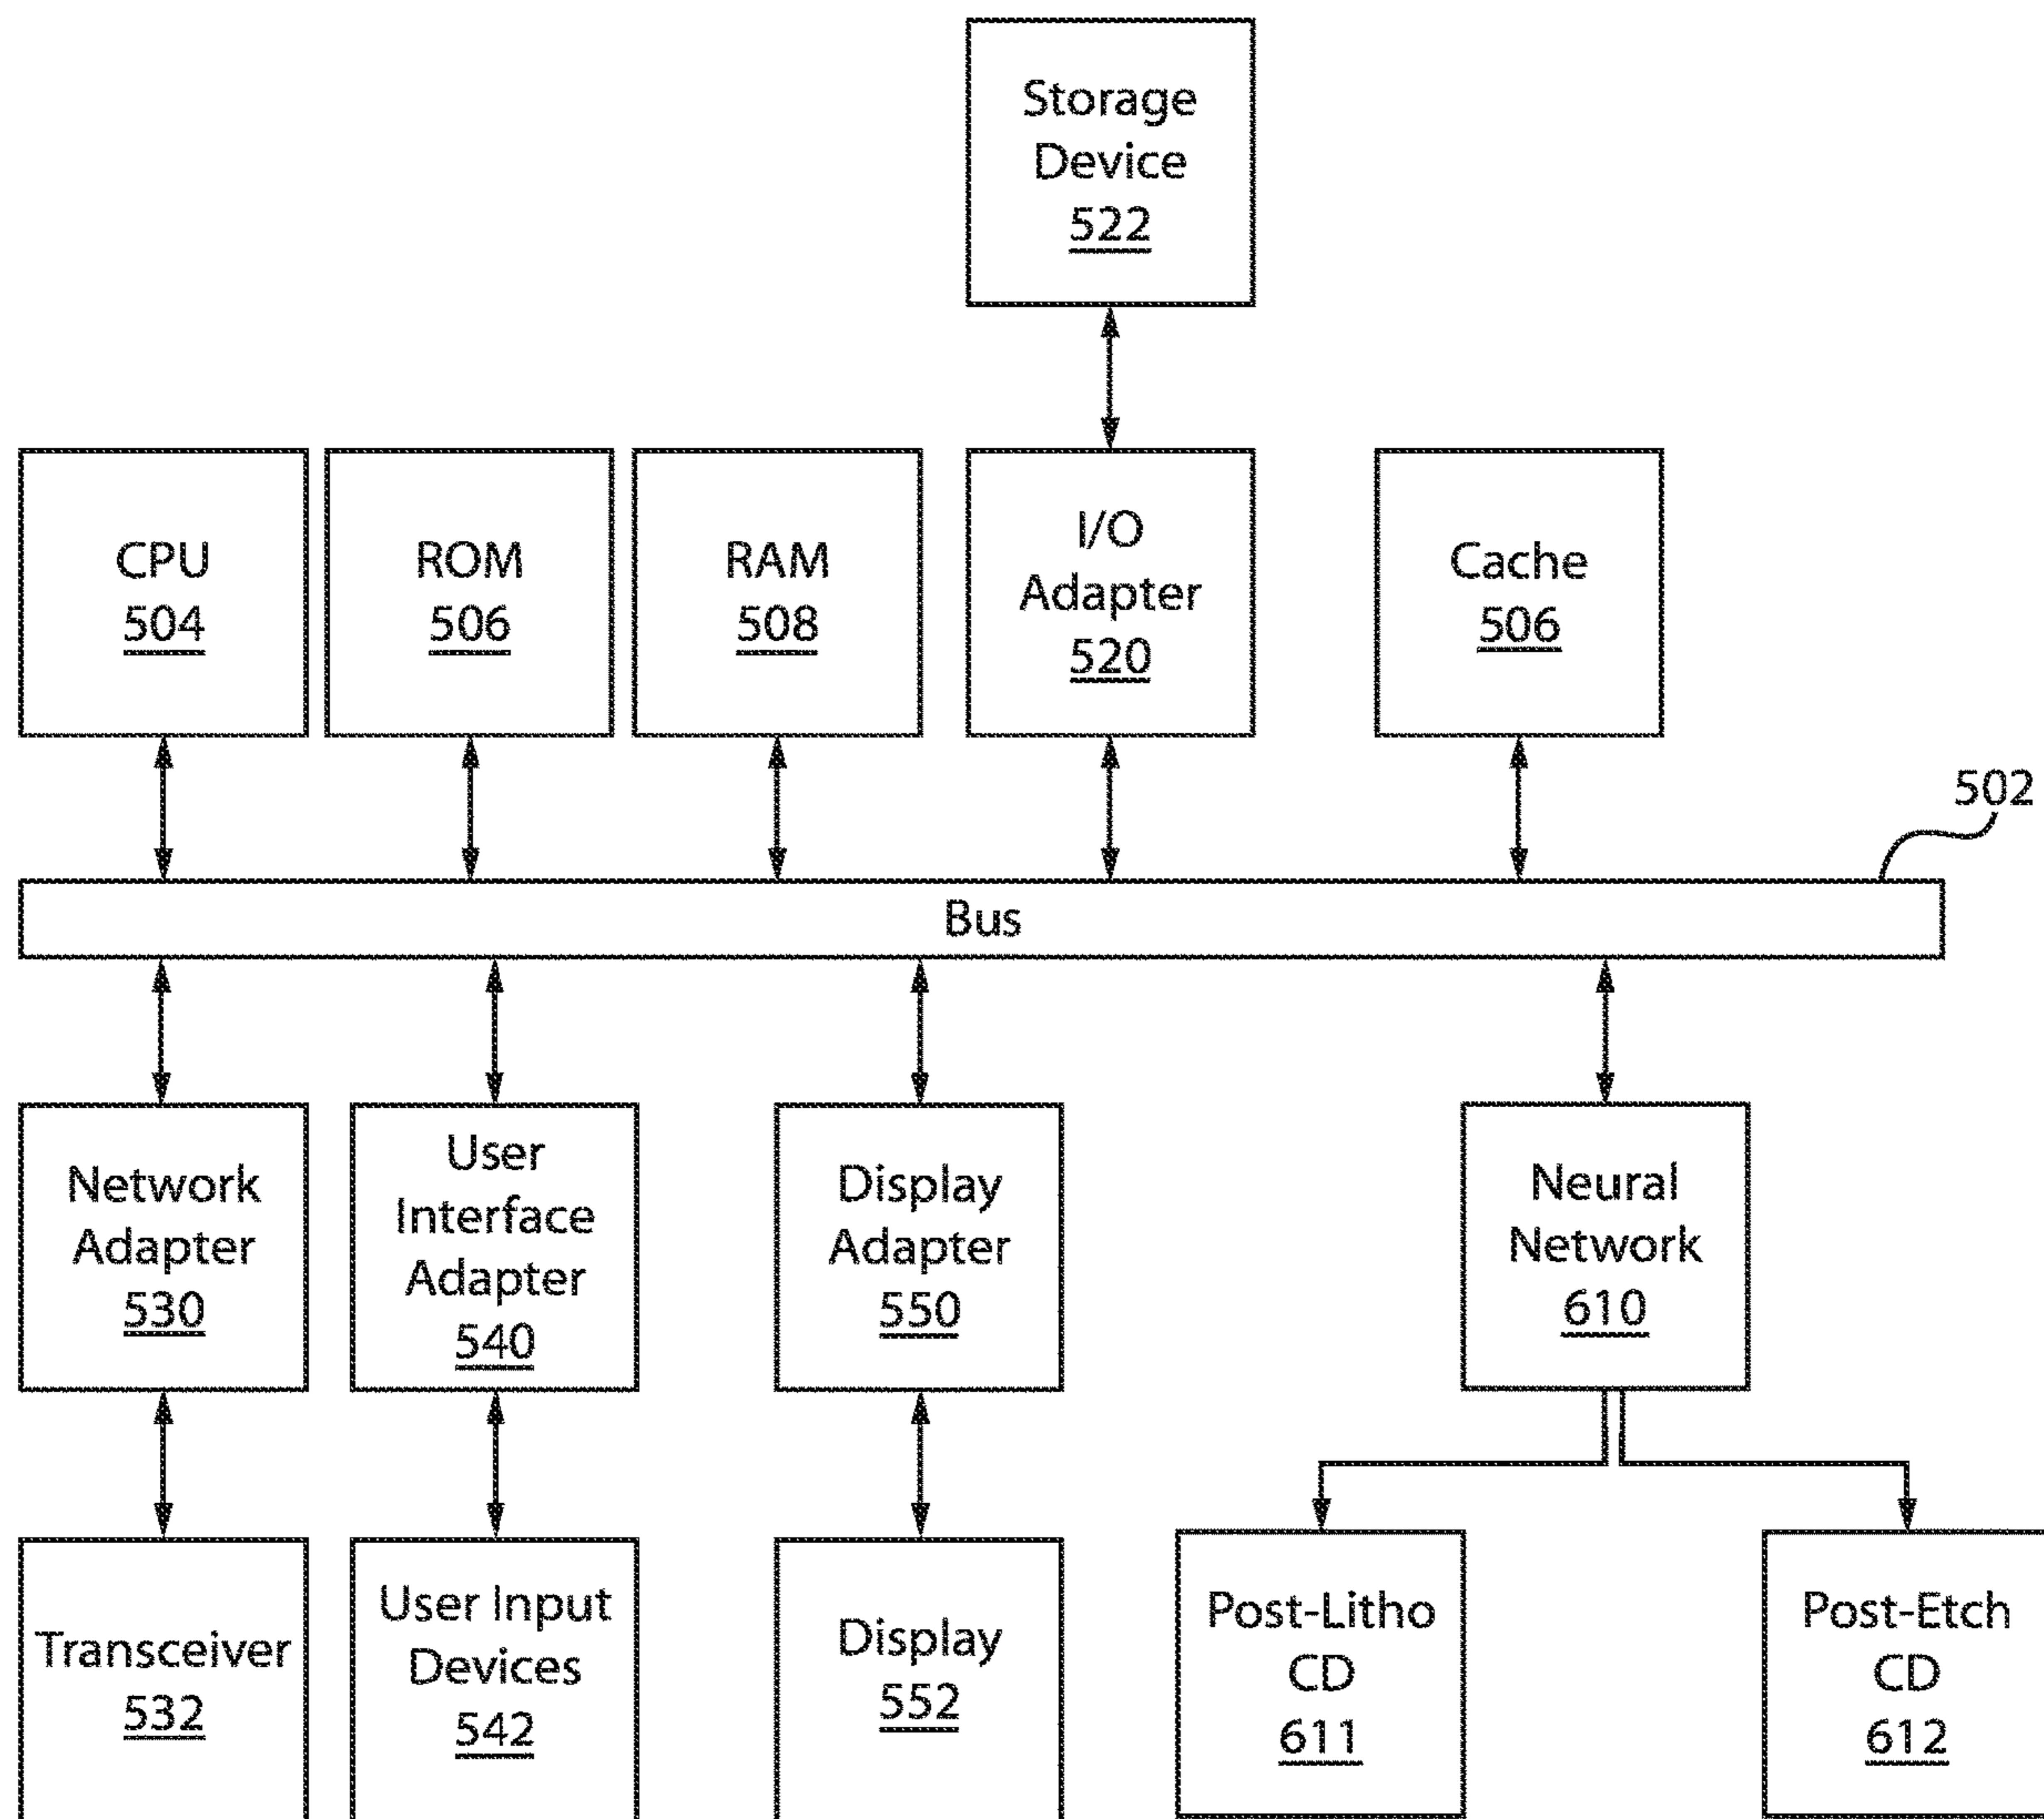 Storage
Device
522
CPU
504
ROM
506
RAM
508
I/O
Adapter
520
Cache
506
502
Bus
Network
Adapter
530
User
Interface
Adapter
540
Display
Adapter
550
Neural
Network
610
Transceiver
532
User Input
Devices
542
Display
552
Post-Litho
CD
611
Post-Etch
CD
612